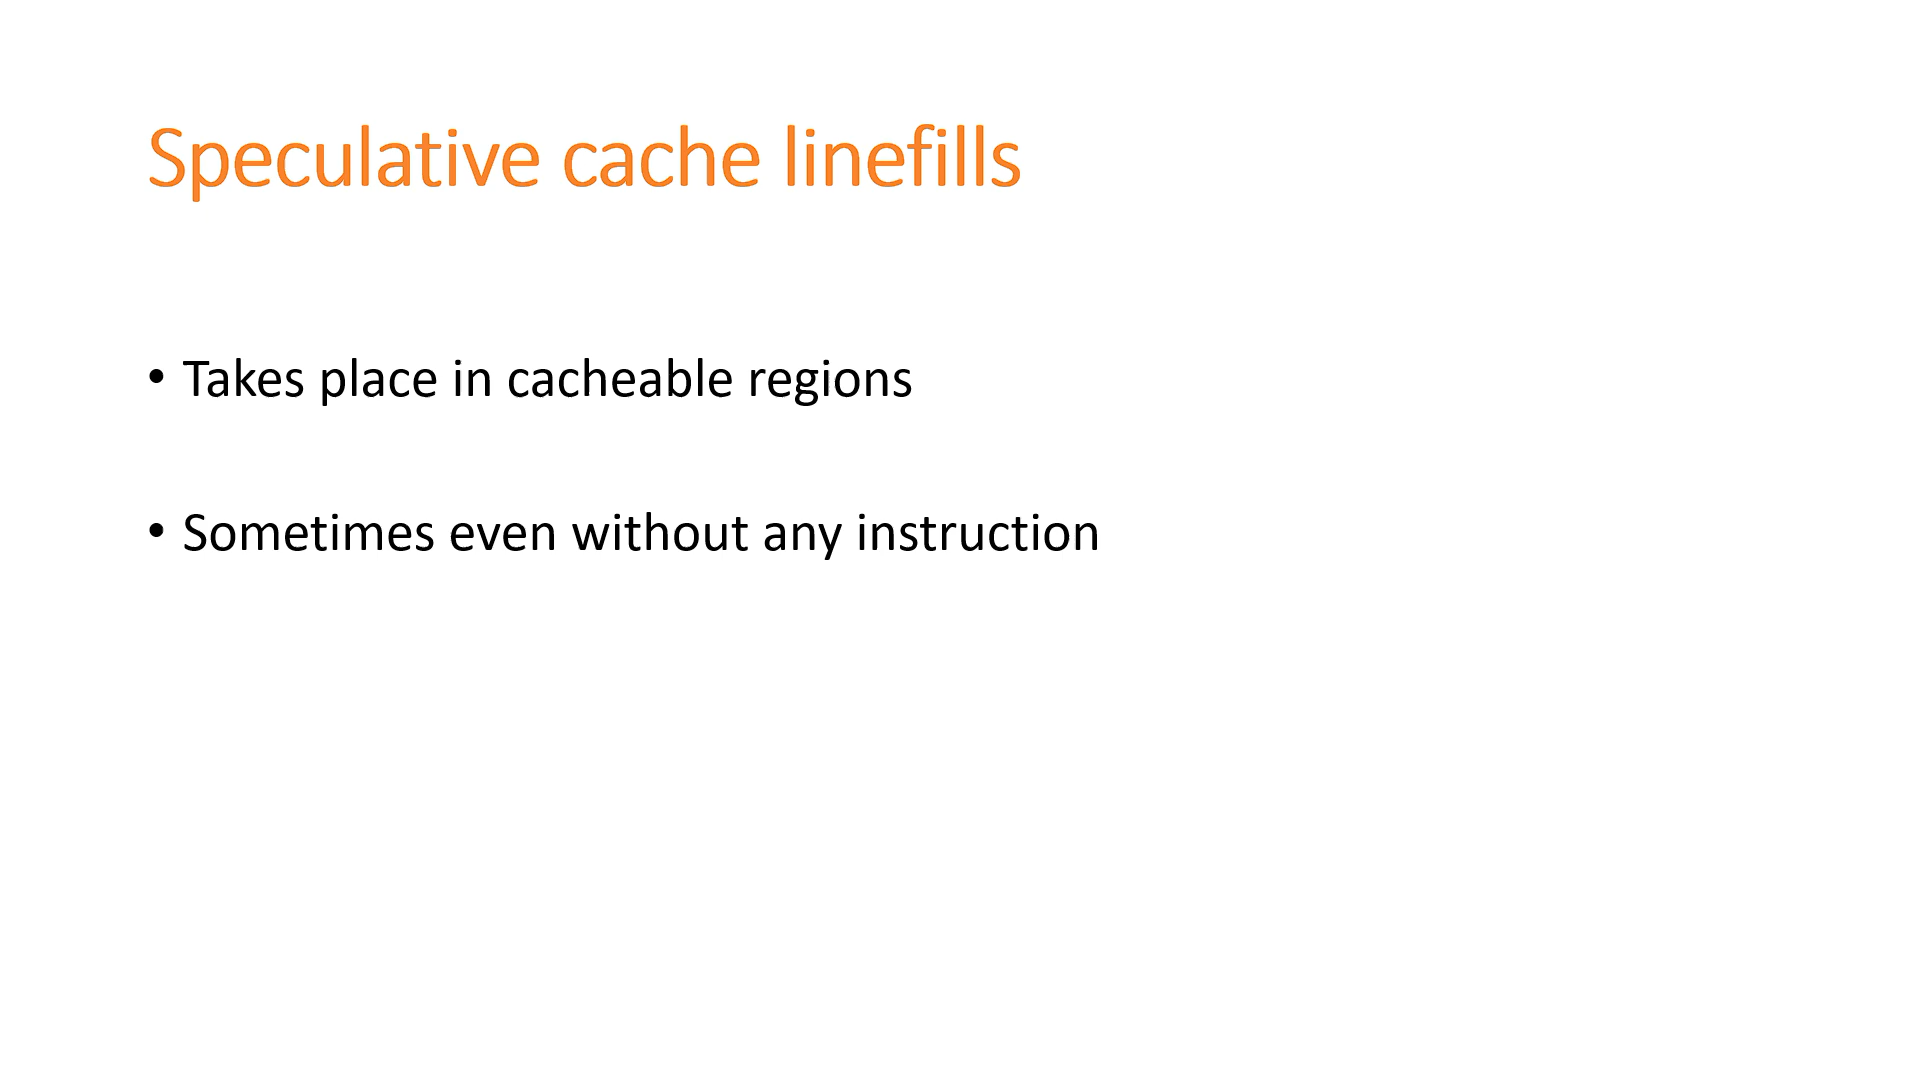 Speculative cache linefills
• Takes place in cacheable regions
• Sometimes even without any instruction